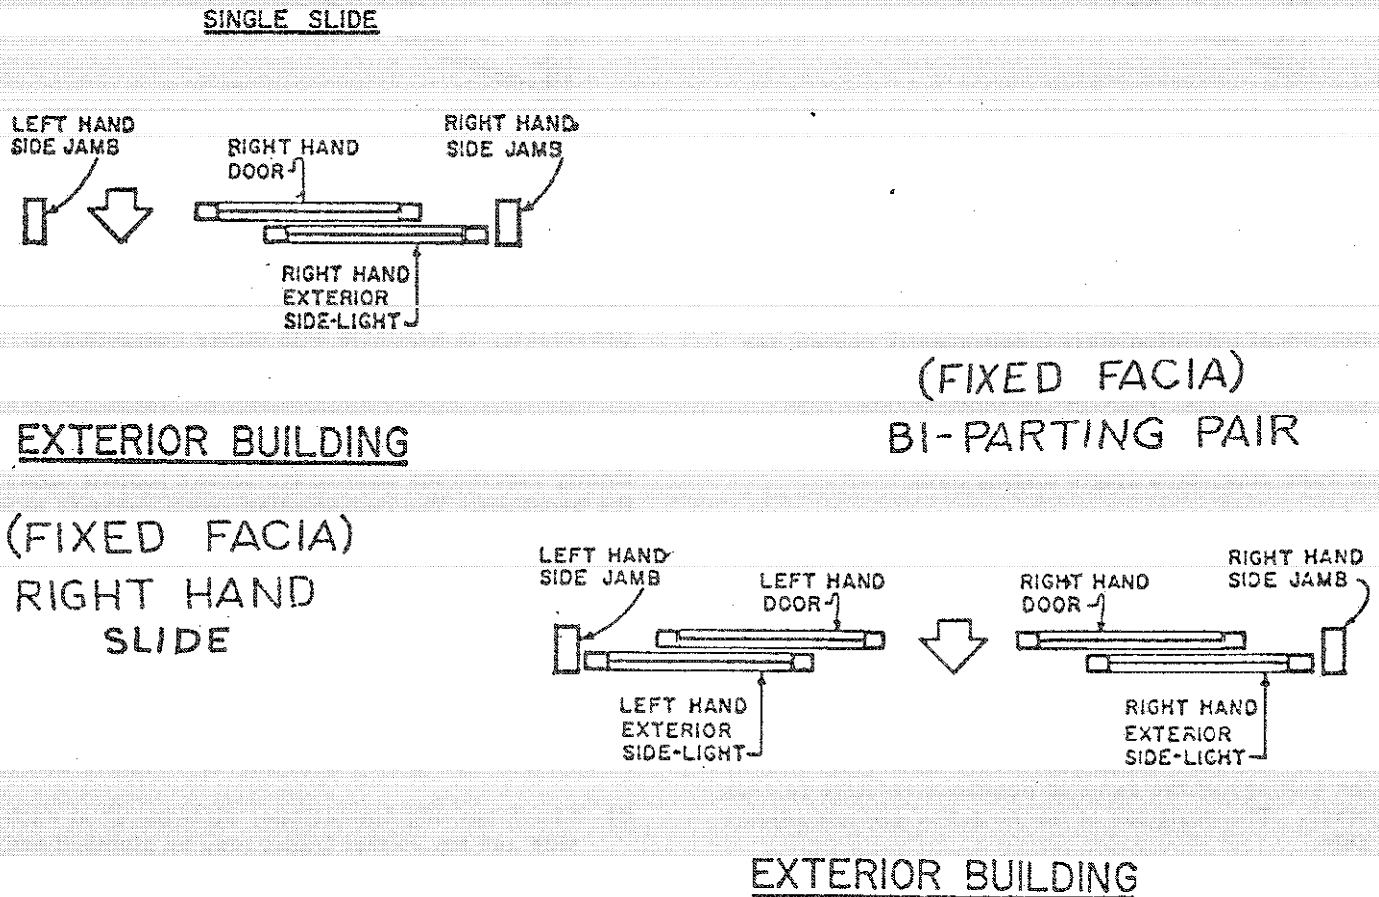 SINGLE SLIDE
LEFT HAND
SIDE JAMB
RIGHT HAND
DOOR
RIGHT HAND
SIDE JAMB
RIGHT HAND
EXTERIOR
SIDE-LIGHT
EXTERIOR BUILDING
(FIXED FACIA)
RIGHT HAND
SLIDE
(FIXED FACIA)
BI-PARTING PAIR
LEFT HAND
SIDE JAMB
LEFT HAND
DOOR
RIGHT HAND
DOOR
RIGHT HAND
SIDE JAMB
LEFT HAND
EXTERIOR
SIDE-LIGHT
RIGHT HAND
EXTERIOR
SIDE-LIGHT
EXTERIOR BUILDING